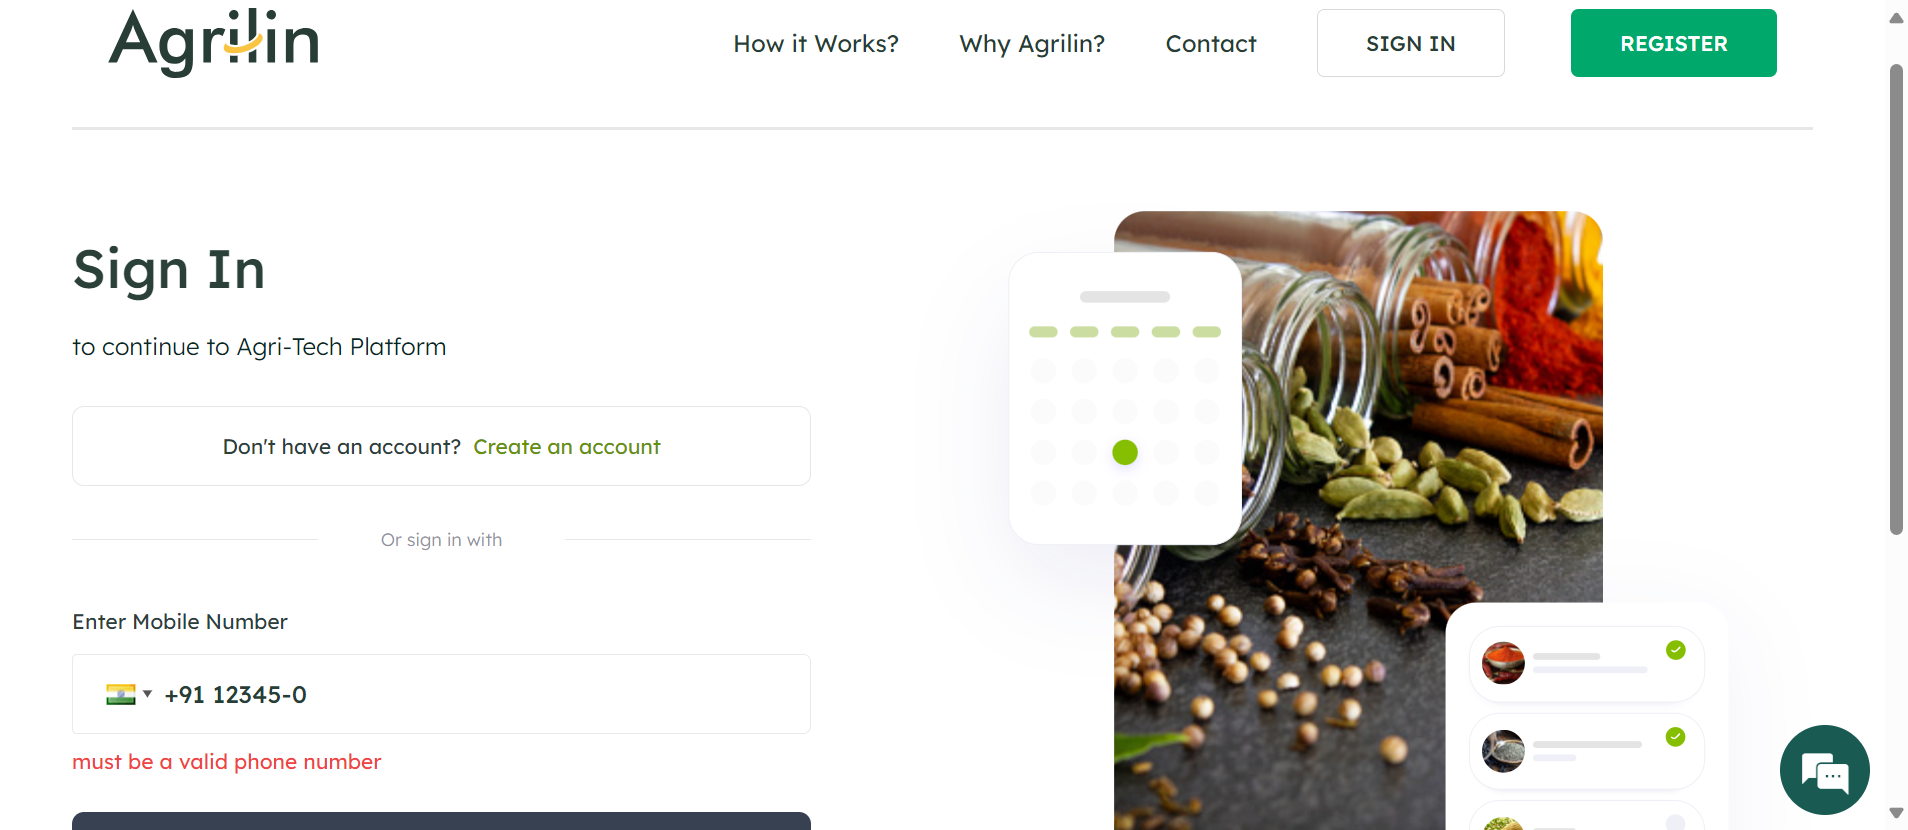 Agrilin
How it Works? Why Agrilin? Contact SIGN IN REGISTER
Sign In
to continue to Agri-Tech Platform
Don't have an account? Create an account
Or sign in with
Enter Mobile Number
+91 12345-0
must be a valid phone number